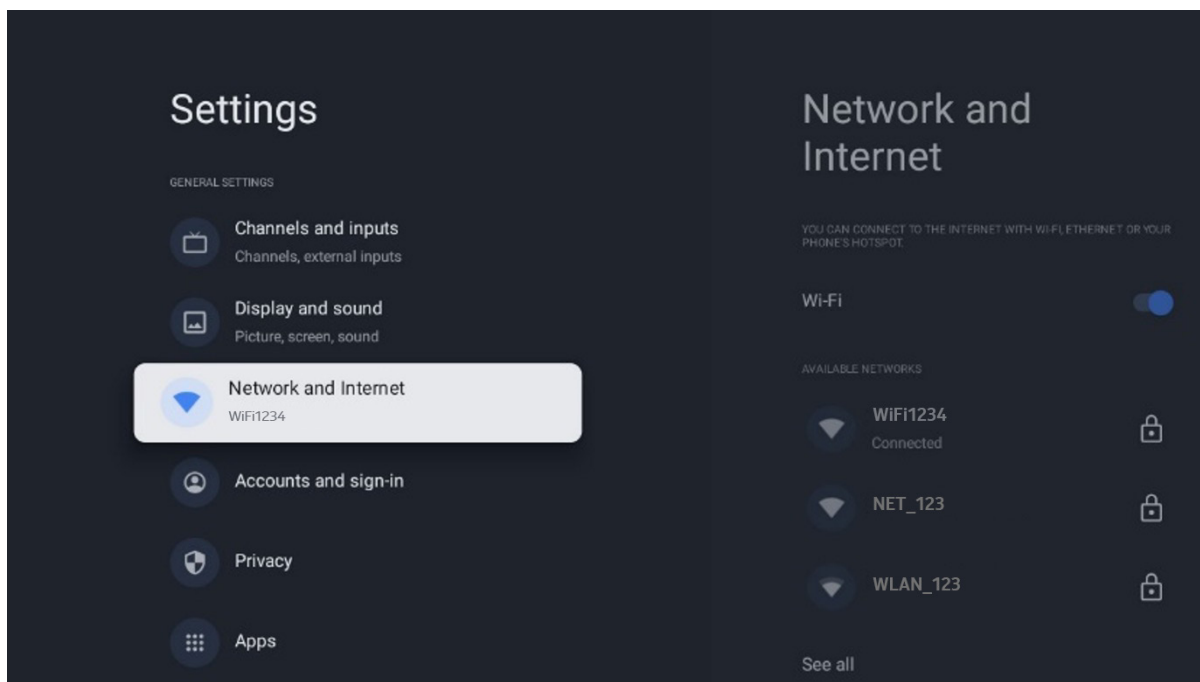 Settings
GENERAL SETTINGS
Channels and inputs
Channels, external inputs
Display and sound
Picture, screen, sound
Network and Internet
WiFi1234
Accounts and sign-in
Privacy
Apps
Network and
Internet
YOU CAN CONNECT TO THE INTERNET WITH WI-FI, ETHERNET OR YOUR
PHONE'S HOTSPOT.
Wi-Fi
AVAILABLE NETWORKS
WiFi1234
Connected
NET_123
WLAN_123
See all